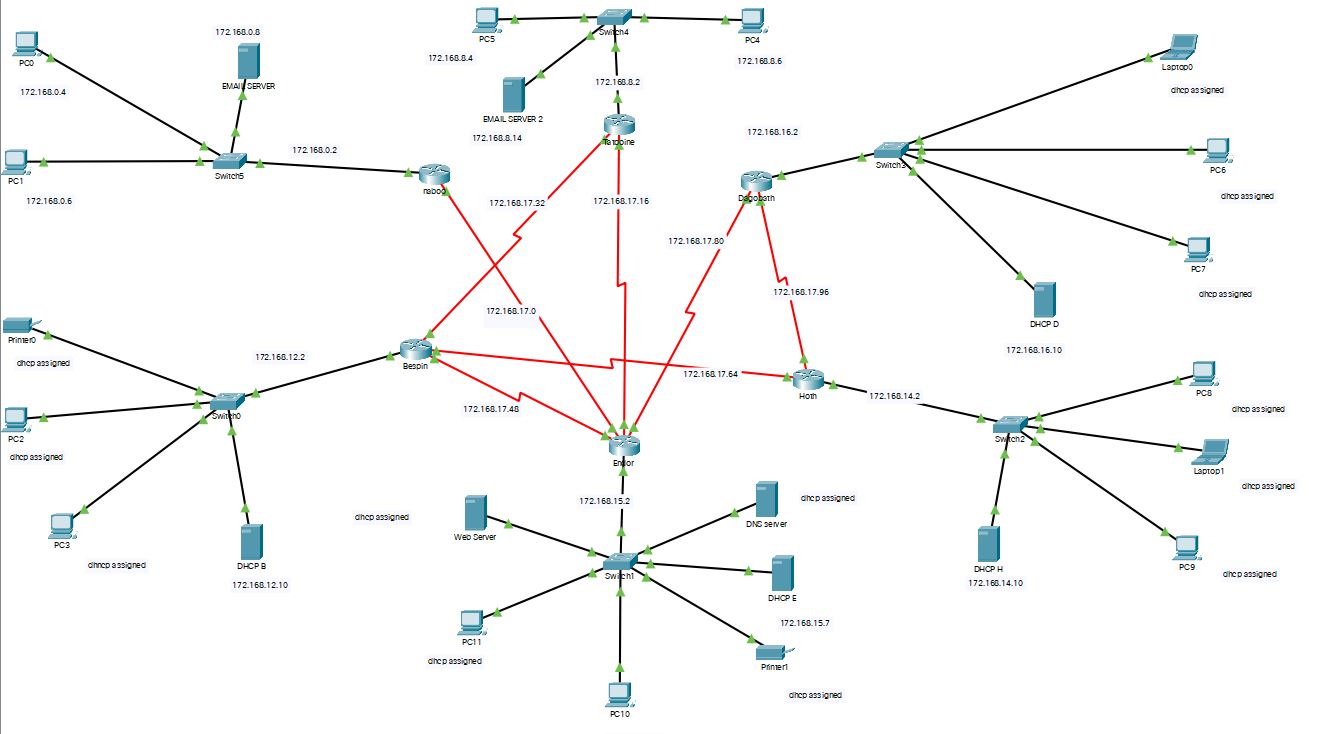 172.168.0.8
PC5
Switch4
PC4
PC0
172.168.8.4
172.168.8.6
Laptop0
172.168.0.4
EMAIL SERVER
172.168.8.2
dhcp assigned
EMAIL SERVER 2
172.168.8.14
Tatooine
172.168.16.2
172.168.0.2
Switch5
Switch3
PC6
PC1
naboo
Dagobath
172.168.0.6
172.168.17.32
172.168.17.16
dhcp assigned
172.168.17.80
PC7
172.168.17.96
dhcp assigned
172.168.17.0
DHCP D
Printer0
172.168.16.10
dhcp assigned
172.168.12.2
Bespin
172.168.17.64
Hoth
172.168.14.2
PC8
dhcp assigned
172.168.17.48
Switch0
PC2
dhcp assigned
Switch2
Endor
Laptop1
dhcp assigned
172.168.15.2
dhcp assigned
DNS server
dhcp assigned
Web Server
PC3
dhncp assigned
DHCP B
172.168.12.10
Switch1
DHCP E
DHCP H
172.168.14.10
PC9
dhcp assigned
172.168.15.7
PC11
dhcp assigned
Printer1
dhcp assigned
PC10